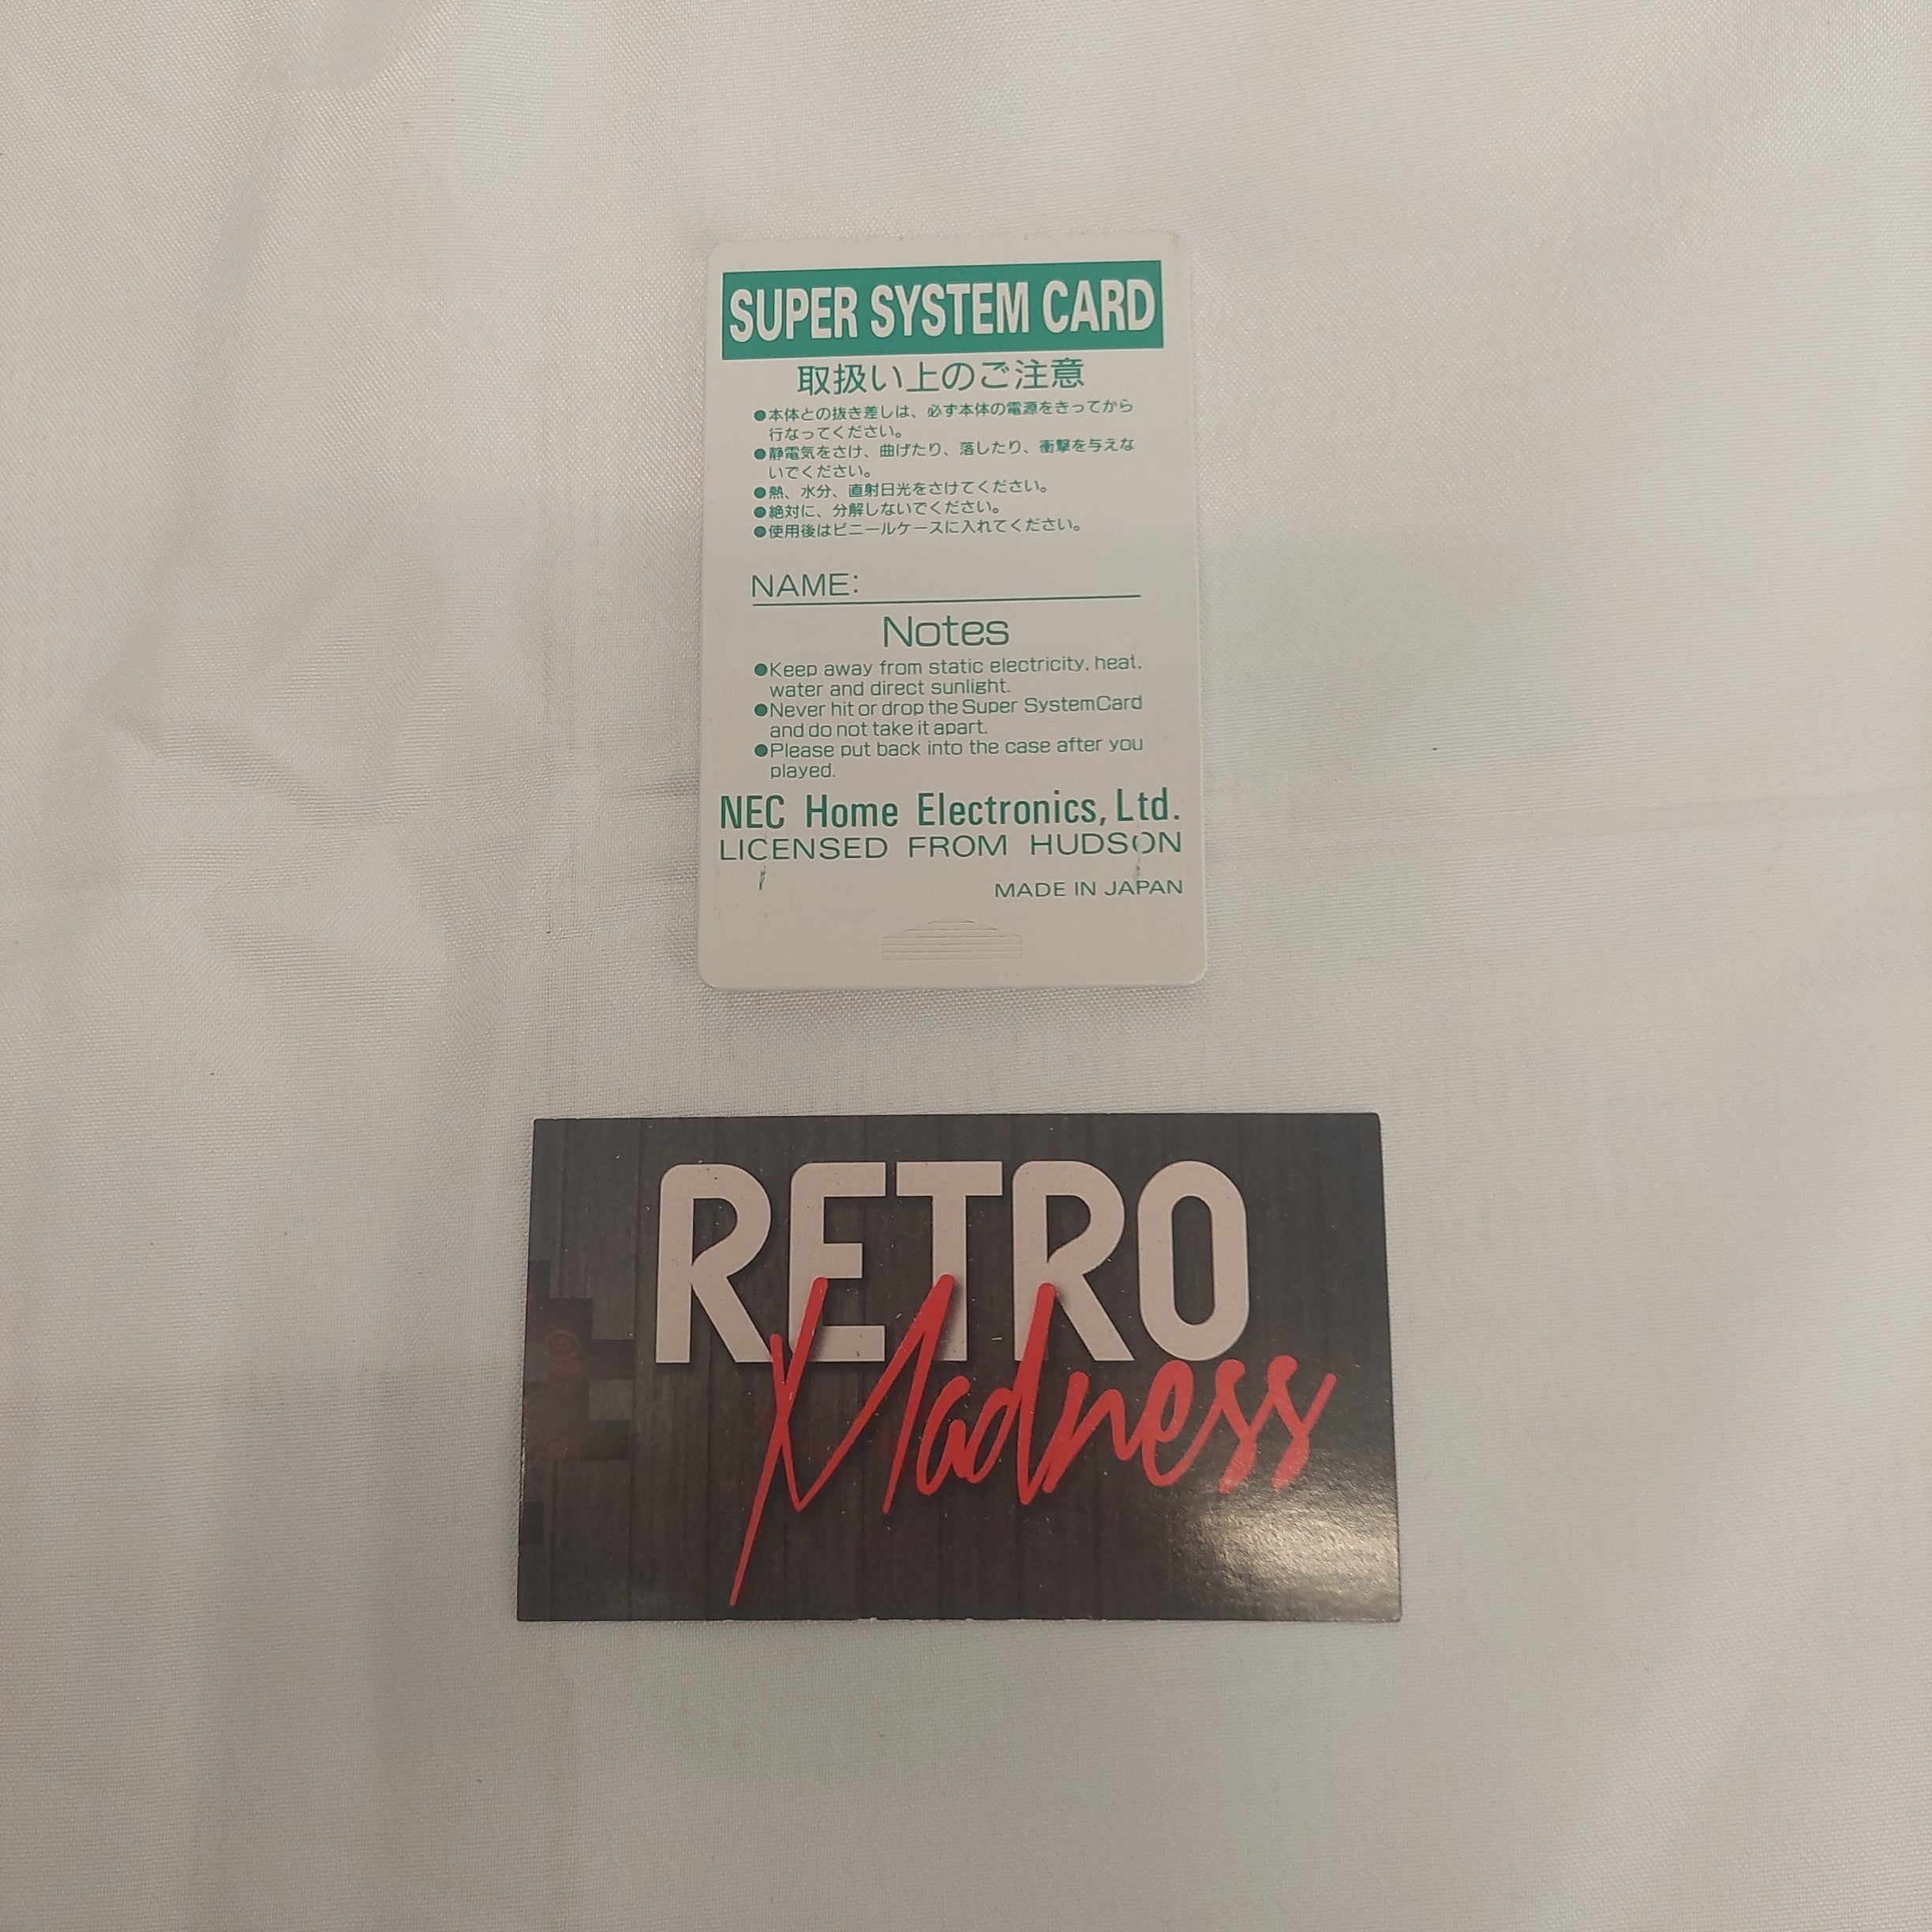 SUPER SYSTEM CARD
取扱い上のご注意
●本体との抜き差しは、必ず本体の電源をきってから
行なってください。
●静電気をさけ、曲げたり、落したり、衝撃を与えな
いでください。
●熱、水分、直射日光をさけてください。
●絶対に、分解しないでください。
●使用後はビニールケースに入れてください。
NAME:
Notes
●Keep away from static electricity, heat,
water and direct sunlight.
●Never hit or drop the Super SystemCard
and do not take it apart.
●Please put back into the case after you
played.
NEC Home Electronics, Ltd.
LICENSED FROM HUDSON
MADE IN JAPAN
RETRO
Madness